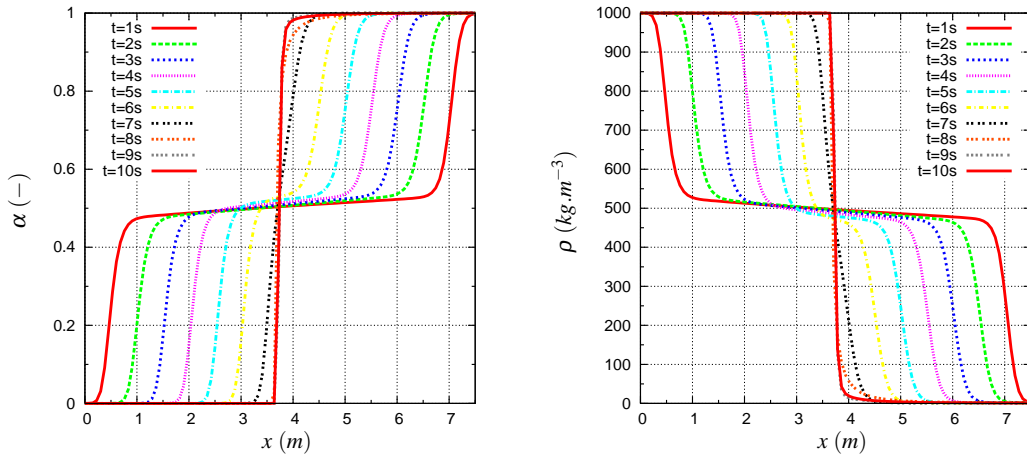 1
0.8
0.6
0.4
0.2
0
0 1 2 3 4 5 6 7
α (−)
x (m)
t=1s
t=2s
t=3s
t=4s
t=5s
t=6s
t=7s
t=8s
t=9s
t=10s
1000
900
800
700
600
500
400
300
200
100
0
0 1 2 3 4 5 6 7
ρ (kg.m⁻³)
x (m)
t=1s
t=2s
t=3s
t=4s
t=5s
t=6s
t=7s
t=8s
t=9s
t=10s